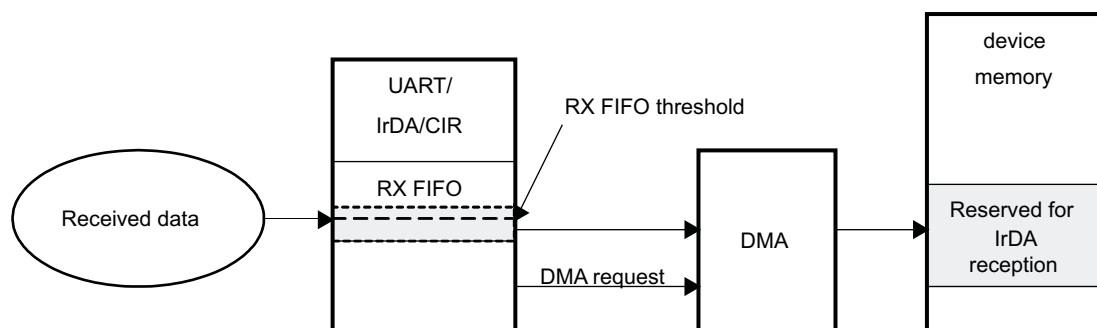 device
memory
UART/
IrDA/CIR
RX FIFO threshold
RX FIFO
Received data
DMA
Reserved for
IrDA
reception
DMA request